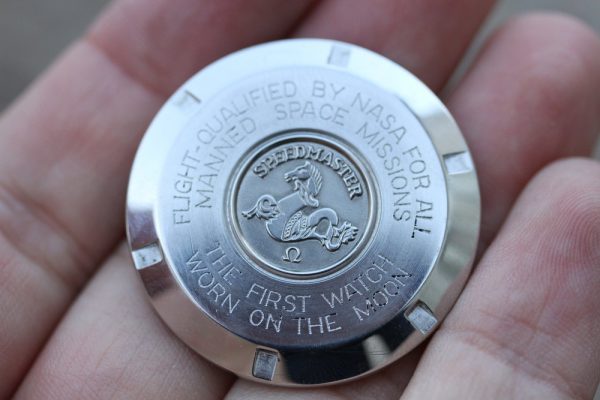 FLIGHT-QUALIFIED BY NASA FOR ALL
MANNED SPACE MISSIONS
SPEEDMASTER
Ω
THE FIRST WATCH
WORN ON THE MOON